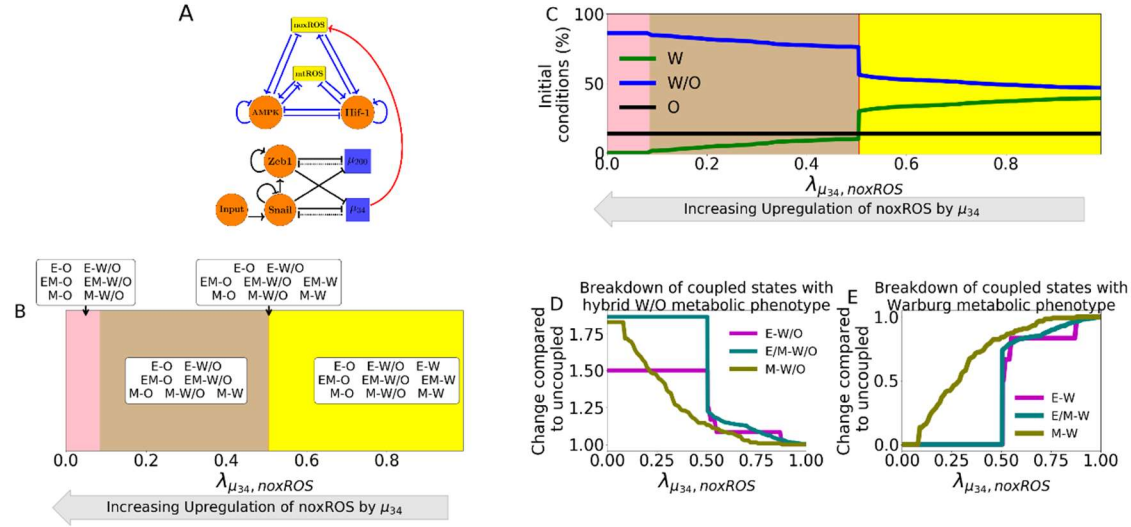 A
noxROS
mtROS
AMPK
Hif-1
Zeb1
μ200
Input
Snail
μ34
C
100
50
0
Initial
conditions (%)
W
W/O
O
0.0 0.2 0.4 0.6 0.8
λμ34, noxROS
Increasing Upregulation of noxROS by μ34
B
E-O E-W/O
EM-O EM-W/O
M-O M-W/O
E-O E-W/O
EM-O EM-W/O EM-W
M-O M-W/O M-W
E-O E-W/O
EM-O EM-W/O
M-O M-W/O M-W
E-O E-W/O E-W
EM-O EM-W/O EM-W
M-O M-W/O M-W
0.0 0.2 0.4 0.6 0.8
λμ34, noxROS
Increasing Upregulation of noxROS by μ34
Breakdown of coupled states with
D hybrid W/O metabolic phenotype
Change compared
to uncoupled
1.75
1.50
1.25
1.00
E-W/O
E/M-W/O
M-W/O
0.00 0.25 0.50 0.75 1.00
λμ34, noxROS
Breakdown of coupled states with
E Warburg metabolic phenotype
Change compared
to uncoupled
1.0
0.5
0.0
E-W
E/M-W
M-W
0.00 0.25 0.50 0.75 1.00
λμ34, noxROS